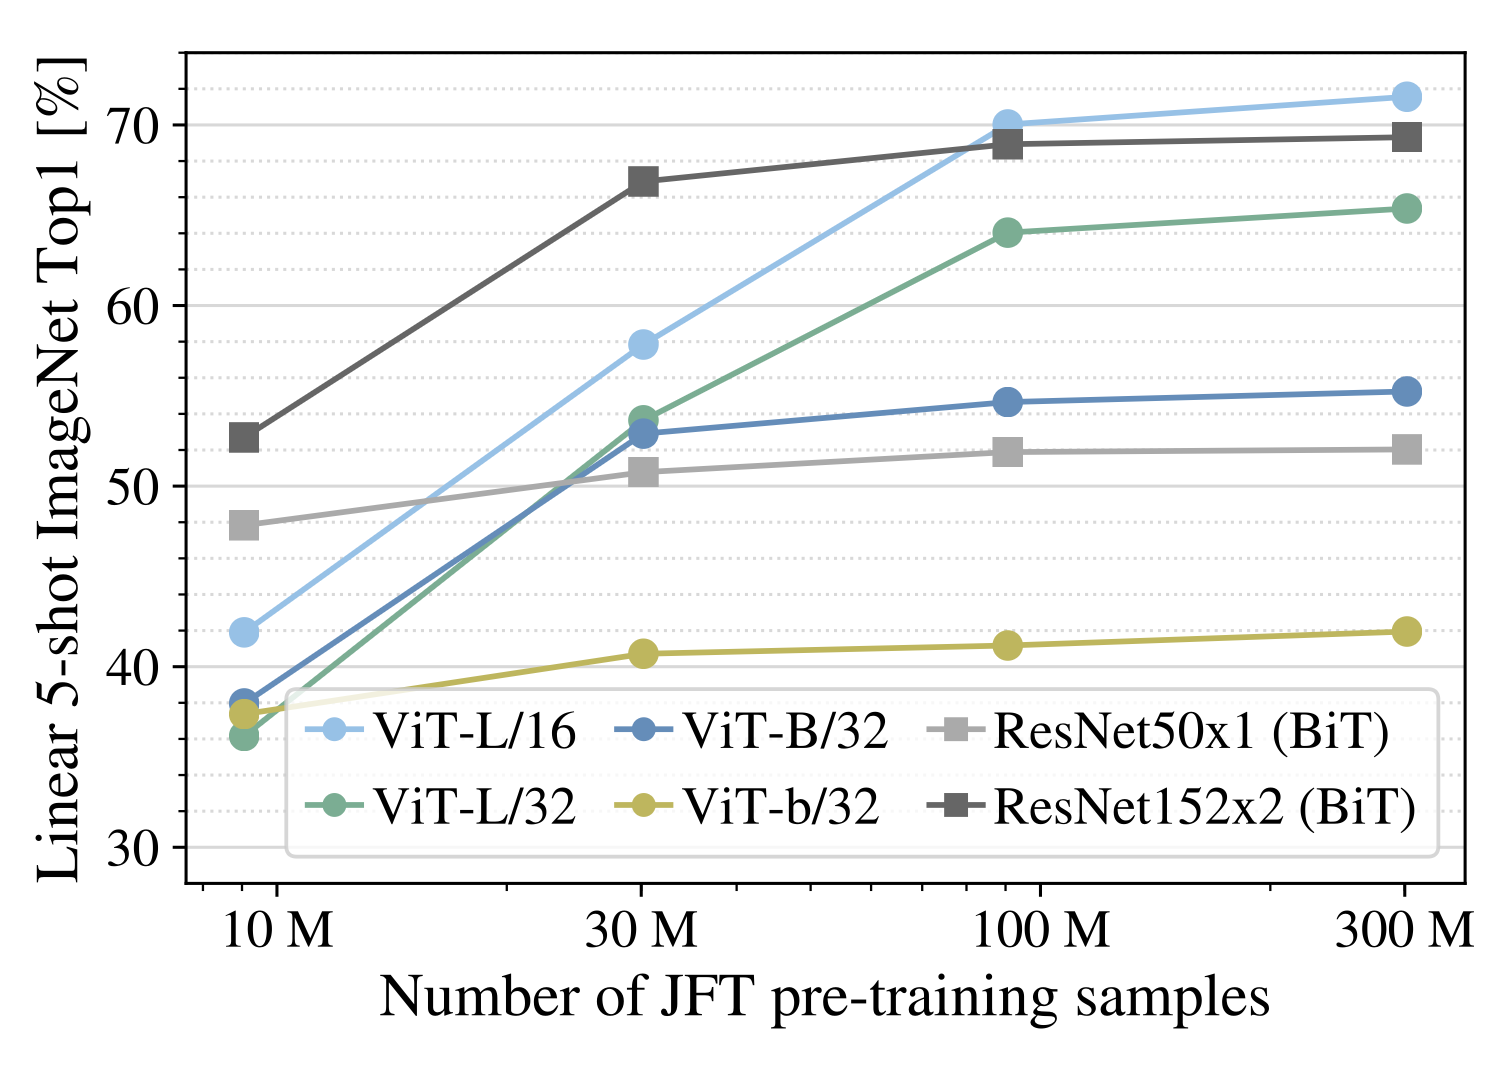 Linear 5-shot ImageNet Top1 [%]
70
60
50
40
30
ViT-L/16 ViT-B/32 ResNet50x1 (BiT)
ViT-L/32 ViT-b/32 ResNet152x2 (BiT)
10 M 30 M 100 M 300 M
Number of JFT pre-training samples